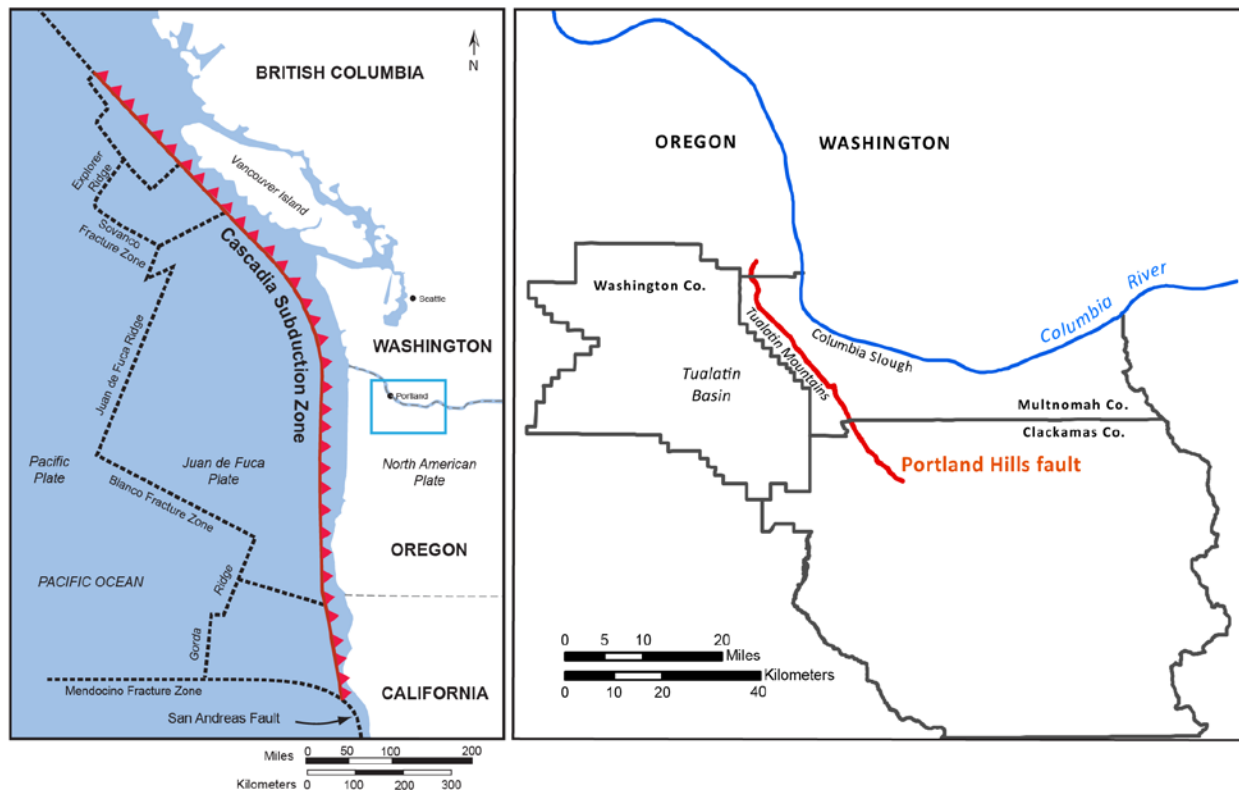 N
BRITISH COLUMBIA
Explorer
Ridge
Vancouver Island
Sovanco
Fracture Zone
Cascadia Subduction Zone
Seattle
Juan de Fuca Ridge
WASHINGTON
Portland
Pacific
Plate
Juan de Fuca
Plate
North American
Plate
Blanco Fracture Zone
OREGON
PACIFIC OCEAN
Ridge
Gorda
Mendocino Fracture Zone
CALIFORNIA
San Andreas Fault
0 50 100 200
Miles
Kilometers
0 100 200 300
OREGON
WASHINGTON
Washington Co.
Columbia River
Tualatin Mountains
Columbia Slough
Tualatin
Basin
Multnomah Co.
Clackamas Co.
Portland Hills fault
0 5 10 20
Miles
Kilometers
0 10 20 40